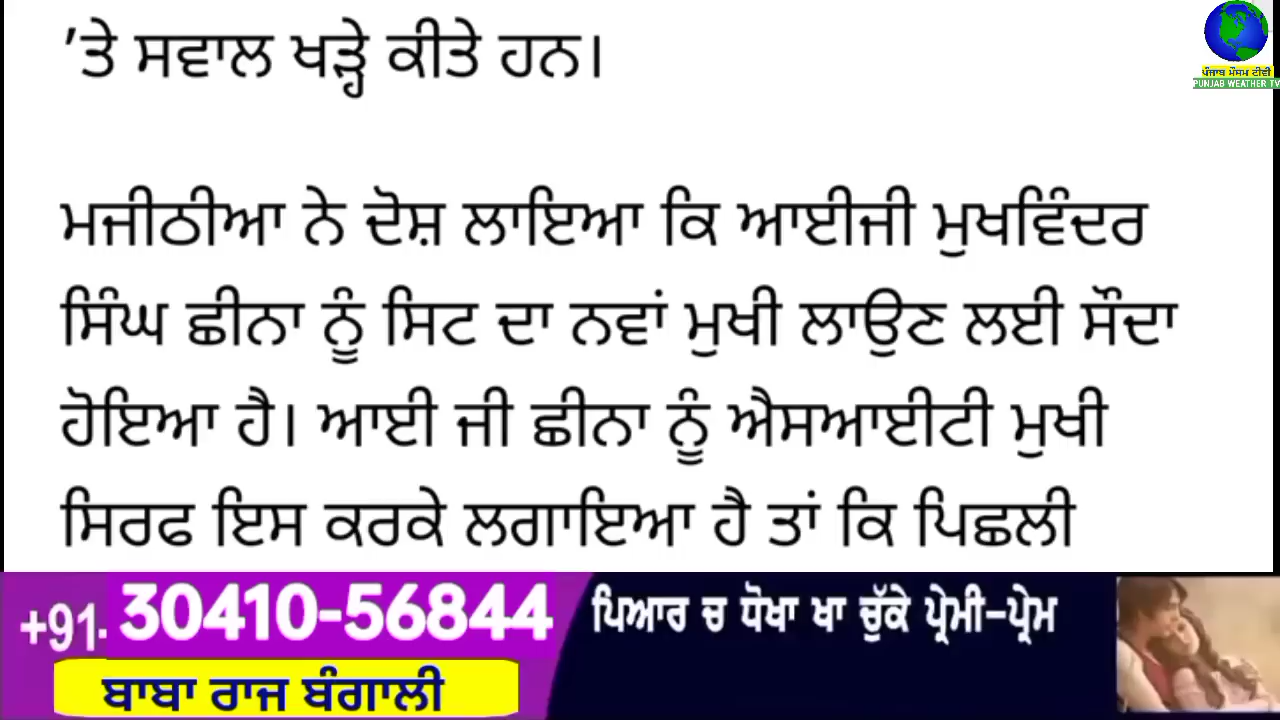 'ਤੇ ਸਵਾਲ ਖੜ੍ਹੇ ਕੀਤੇ ਹਨ।
ਪੰਜਾਬ ਮੌਸਮ ਟੀਵੀ
PUNJAB WEATHER TV
ਮਜੀਠੀਆ ਨੇ ਦੋਸ਼ ਲਾਇਆ ਕਿ ਆਈਜੀ ਮੁਖਵਿੰਦਰ
ਸਿੰਘ ਛੀਨਾ ਨੂੰ ਸਿਟ ਦਾ ਨਵਾਂ ਮੁਖੀ ਲਾਉਣ ਲਈ ਸੌਦਾ
ਹੋਇਆ ਹੈ। ਆਈ ਜੀ ਛੀਨਾ ਨੂੰ ਐਸਆਈਟੀ ਮੁਖੀ
ਸਿਰਫ ਇਸ ਕਰਕੇ ਲਗਾਇਆ ਹੈ ਤਾਂ ਕਿ ਪਿਛਲੀ
+91- 30410-56844
ਬਾਬਾ ਰਾਜ ਬੰਗਾਲੀ
ਪਿਆਰ ਚ ਧੋਖਾ ਖਾ ਚੁੱਕੇ ਪ੍ਰੇਮੀ-ਪ੍ਰੇਮ